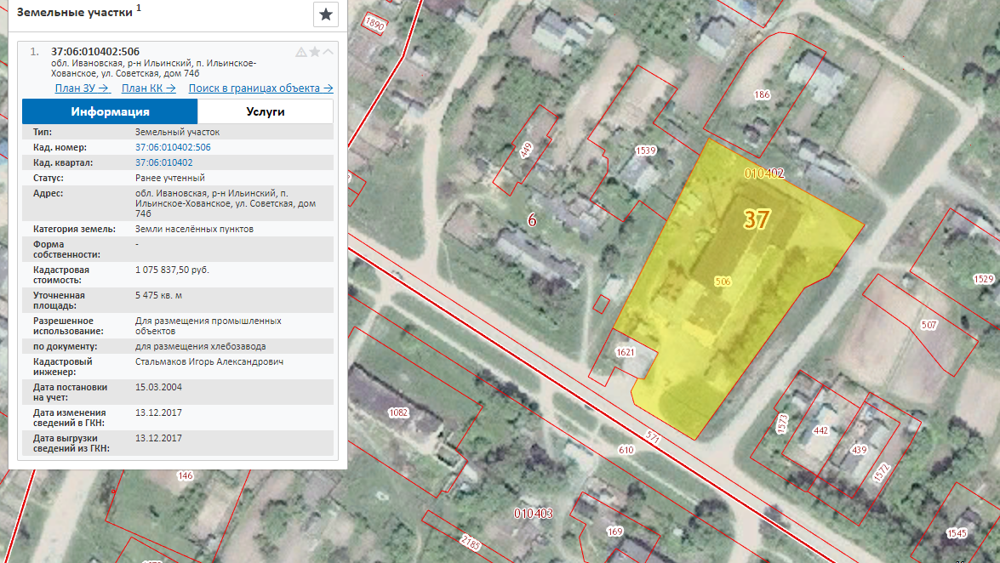 Земельные участки 1
1. 37:06:010402:506
обл. Ивановская, р-н Ильинский, п. Ильинское-
Хованское, ул. Советская, дом 74б
План ЗУ → План КК → Поиск в границах объекта →
Информация Услуги
Тип: Земельный участок
Кад. номер: 37:06:010402:506
Кад. квартал: 37:06:010402
Статус: Ранее учтенный
Адрес: обл. Ивановская, р-н Ильинский, п.
Ильинское-Хованское, ул. Советская, дом
74б
Категория земель: Земли населённых пунктов
Форма -
собственности:
Кадастровая 1 075 837,50 руб.
стоимость:
Уточненная 5 475 кв. м
площадь:
Разрешенное Для размещения промышленных
использование: объектов
по документу: для размещения хлебозавода
Кадастровый Стальмаков Игорь Александрович
инженер:
Дата постановки 15.03.2004
на учет:
Дата изменения 13.12.2017
сведений в ГКН:
Дата выгрузки 13.12.2017
сведений из ГКН:
1890
186
449
1539
010402
6
37
506
1529
507
1621
1082
1573
442
571
610
439
1572
146
010403
169
2185
1545